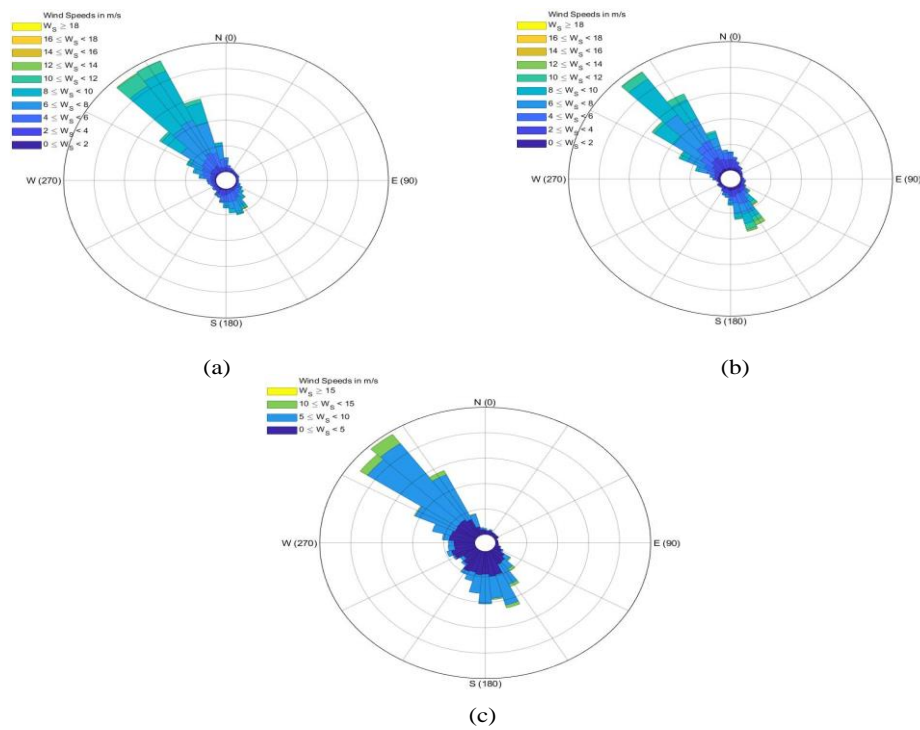 Wind Speeds in m/s
W_S ≥ 18
16 ≤ W_S < 18
14 ≤ W_S < 16
12 ≤ W_S < 14
10 ≤ W_S < 12
8 ≤ W_S < 10
6 ≤ W_S < 8
4 ≤ W_S < 6
2 ≤ W_S < 4
0 ≤ W_S < 2
N (0)
W (270)
E (90)
S (180)
(a)
Wind Speeds in m/s
W_S ≥ 18
16 ≤ W_S < 18
14 ≤ W_S < 16
12 ≤ W_S < 14
10 ≤ W_S < 12
8 ≤ W_S < 10
6 ≤ W_S < 8
4 ≤ W_S < 6
2 ≤ W_S < 4
0 ≤ W_S < 2
N (0)
W (270)
E (90)
S (180)
(b)
Wind Speeds in m/s
W_S ≥ 15
10 ≤ W_S < 15
5 ≤ W_S < 10
0 ≤ W_S < 5
N (0)
W (270)
E (90)
S (180)
(c)